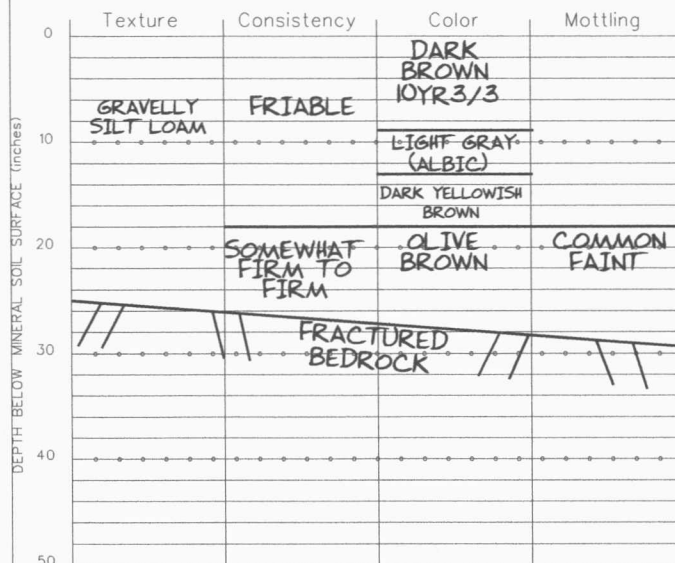 Texture Consistency Color Mottling
0
DARK
BROWN
10YR3/3
GRAVELLY
SILT LOAM
FRIABLE
10
LIGHT GRAY
(ALBIC)
DARK YELLOWISH
BROWN
20
SOMEWHAT
FIRM TO
FIRM
OLIVE
BROWN
COMMON
FAINT
FRACTURED
BEDROCK
30
40
50
DEPTH BELOW MINERAL SOIL SURFACE (inches)